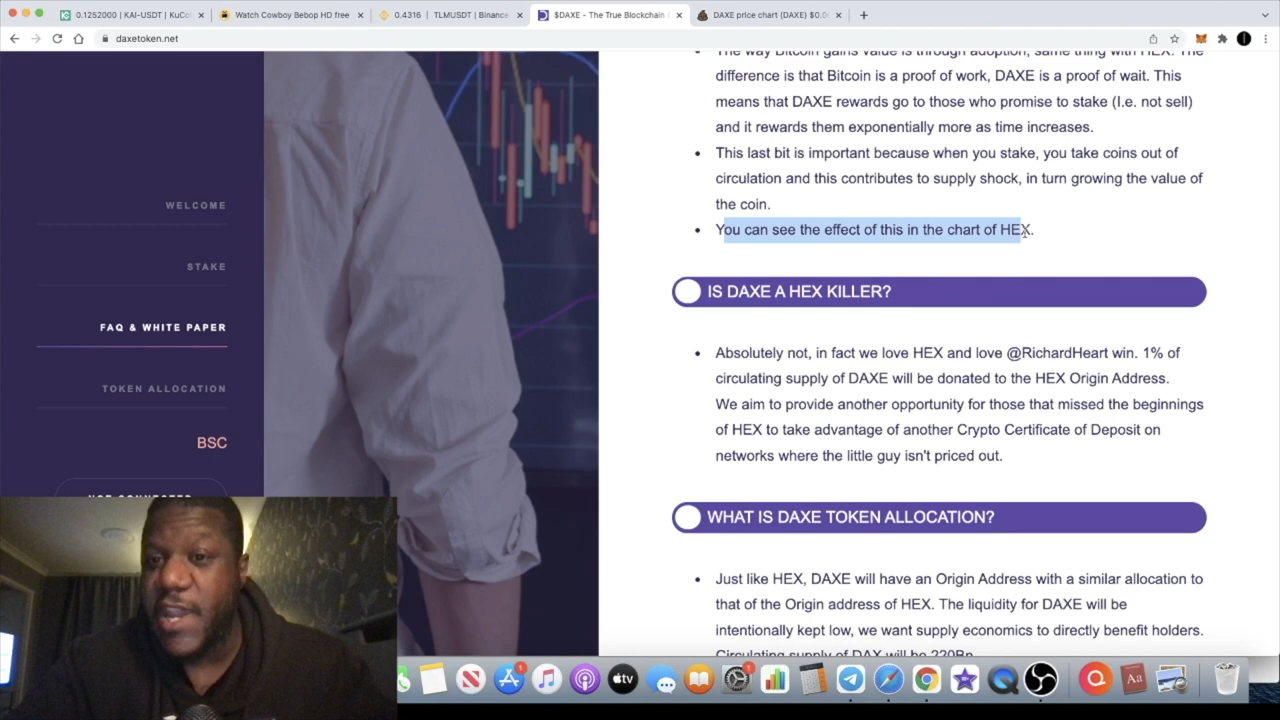 0.1252000 | KAI-USDT | KuCo
Watch Cowboy Bebop HD free
0.4316 | TLMUSDT | Binance
$DAXE - The True Blockchain
DAXE price chart (DAXE) $0.0
daxetoken.net
The way Bitcoin gains value is through adoption, same thing with HEX. The
difference is that Bitcoin is a proof of work, DAXE is a proof of wait. This
means that DAXE rewards go to those who promise to stake (I.e. not sell)
and it rewards them exponentially more as time increases.
This last bit is important because when you stake, you take coins out of
circulation and this contributes to supply shock, in turn growing the value of
the coin.
You can see the effect of this in the chart of HEX.
WELCOME
STAKE
FAQ & WHITE PAPER
TOKEN ALLOCATION
BSC
NOT CONNECTED
IS DAXE A HEX KILLER?
Absolutely not, in fact we love HEX and love @RichardHeart win. 1% of
circulating supply of DAXE will be donated to the HEX Origin Address.
We aim to provide another opportunity for those that missed the beginnings
of HEX to take advantage of another Crypto Certificate of Deposit on
networks where the little guy isn't priced out.
WHAT IS DAXE TOKEN ALLOCATION?
Just like HEX, DAXE will have an Origin Address with a similar allocation to
that of the Origin address of HEX. The liquidity for DAXE will be
intentionally kept low, we want supply economics to directly benefit holders.
Circulating supply of DAX will be 220Bn
tv
Aa